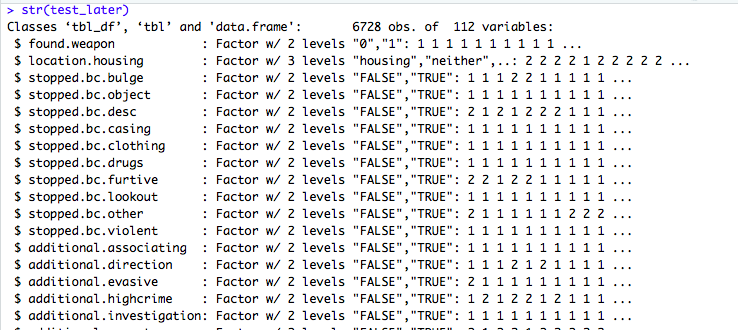 > str(test_later)
Classes ‘tbl_df’, ‘tbl’ and 'data.frame': 6728 obs. of 112 variables:
$ found.weapon : Factor w/ 2 levels "0","1": 1 1 1 1 1 1 1 1 1 1 ...
$ location.housing : Factor w/ 3 levels "housing","neither",..: 2 2 2 2 1 2 2 2 2 2 ...
$ stopped.bc.bulge : Factor w/ 2 levels "FALSE","TRUE": 1 1 1 2 2 1 1 1 1 1 ...
$ stopped.bc.object : Factor w/ 2 levels "FALSE","TRUE": 1 1 1 1 1 1 1 1 1 1 ...
$ stopped.bc.desc : Factor w/ 2 levels "FALSE","TRUE": 2 1 2 1 2 2 2 1 1 1 ...
$ stopped.bc.casing : Factor w/ 2 levels "FALSE","TRUE": 1 1 1 1 1 1 1 1 1 1 ...
$ stopped.bc.clothing : Factor w/ 2 levels "FALSE","TRUE": 1 1 1 1 1 1 1 1 1 1 ...
$ stopped.bc.drugs : Factor w/ 2 levels "FALSE","TRUE": 1 1 1 1 1 1 1 1 1 1 ...
$ stopped.bc.furtive : Factor w/ 2 levels "FALSE","TRUE": 2 2 1 2 2 1 1 1 1 1 ...
$ stopped.bc.lookout : Factor w/ 2 levels "FALSE","TRUE": 1 1 1 1 1 1 1 1 1 1 ...
$ stopped.bc.other : Factor w/ 2 levels "FALSE","TRUE": 2 1 1 1 1 1 1 2 2 2 ...
$ stopped.bc.violent : Factor w/ 2 levels "FALSE","TRUE": 1 1 1 1 1 1 1 1 1 1 ...
$ additional.associating : Factor w/ 2 levels "FALSE","TRUE": 1 1 1 1 1 1 1 1 1 1 ...
$ additional.direction : Factor w/ 2 levels "FALSE","TRUE": 1 1 1 2 1 2 1 1 1 1 ...
$ additional.evasive : Factor w/ 2 levels "FALSE","TRUE": 2 1 1 1 1 1 1 1 1 1 ...
$ additional.highcrime : Factor w/ 2 levels "FALSE","TRUE": 1 2 1 2 2 1 2 1 1 1 ...
$ additional.investigation: Factor w/ 2 levels "FALSE","TRUE": 1 1 1 1 1 1 1 1 1 1 ...